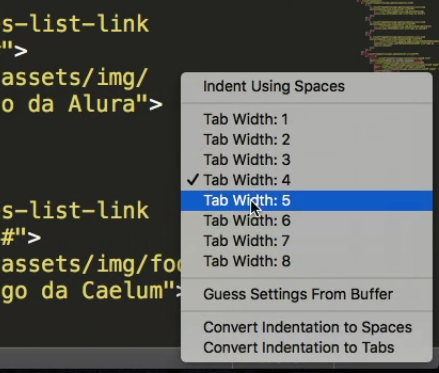 s-list-link
">
assets/img/
o da Alura">
s-list-link
#">
assets/img/foo
go da Caelum">
Indent Using Spaces
Tab Width: 1
Tab Width: 2
Tab Width: 3
✓ Tab Width: 4
Tab Width: 5
Tab Width: 6
Tab Width: 7
Tab Width: 8
Guess Settings From Buffer
Convert Indentation to Spaces
Convert Indentation to Tabs